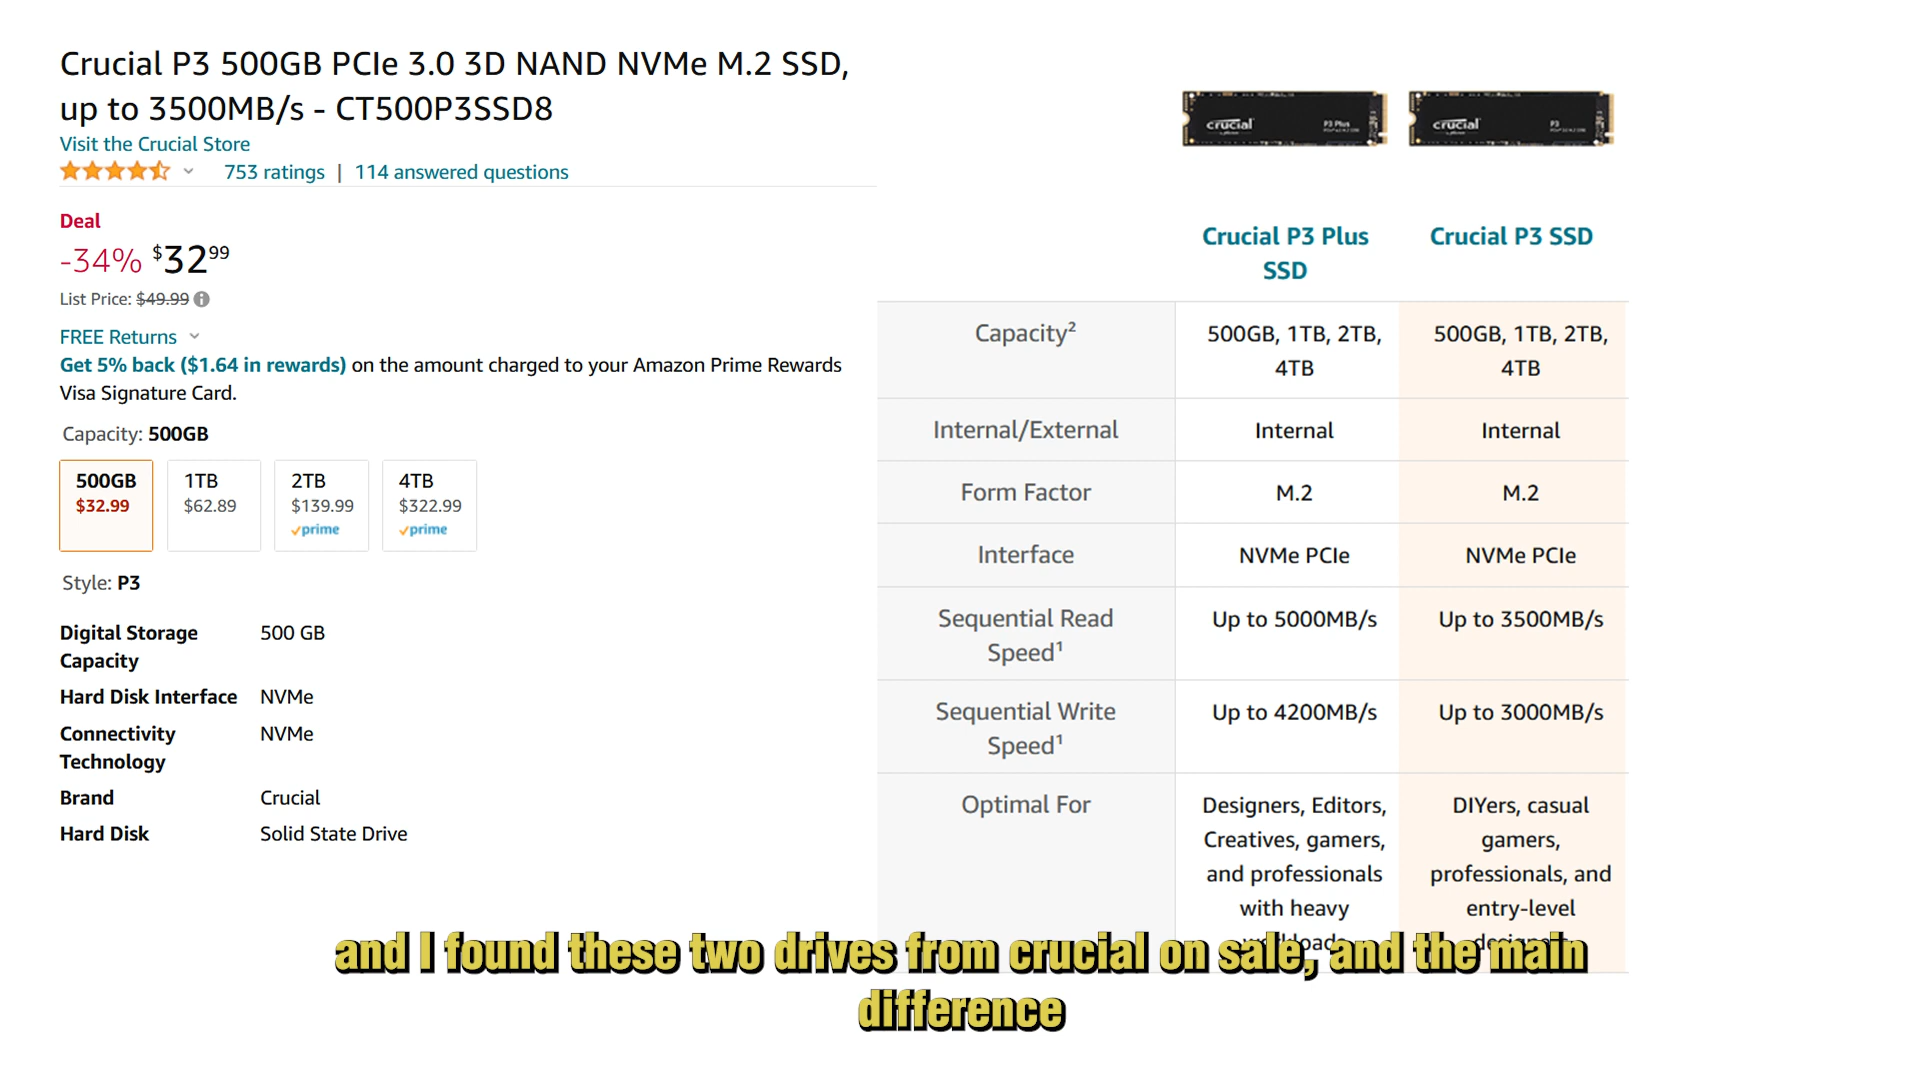 Crucial P3 500GB PCIe 3.0 3D NAND NVMe M.2 SSD,
up to 3500MB/s - CT500P3SSD8
Visit the Crucial Store
753 ratings | 114 answered questions
Deal
-34% $32.99
List Price: $49.99
FREE Returns
Get 5% back ($1.64 in rewards) on the amount charged to your Amazon Prime Rewards
Visa Signature Card.
Capacity: 500GB
500GB 1TB 2TB 4TB
$32.99 $62.89 $139.99 $322.99
prime prime
Style: P3
Digital Storage 500 GB
Capacity
Hard Disk Interface NVMe
Connectivity NVMe
Technology
Brand Crucial
Hard Disk Solid State Drive
crucial P3 Plus crucial P3
Crucial P3 Plus Crucial P3 SSD
SSD
Capacity² 500GB, 1TB, 2TB, 500GB, 1TB, 2TB,
4TB 4TB
Internal/External Internal Internal
Form Factor M.2 M.2
Interface NVMe PCIe NVMe PCIe
Sequential Read Up to 5000MB/s Up to 3500MB/s
Speed¹
Sequential Write Up to 4200MB/s Up to 3000MB/s
Speed¹
Optimal For Designers, Editors, DIYers, casual
Creatives, gamers, gamers,
and professionals professionals, and
with heavy entry-level
and I found these two drives from crucial on sale, and the main
difference